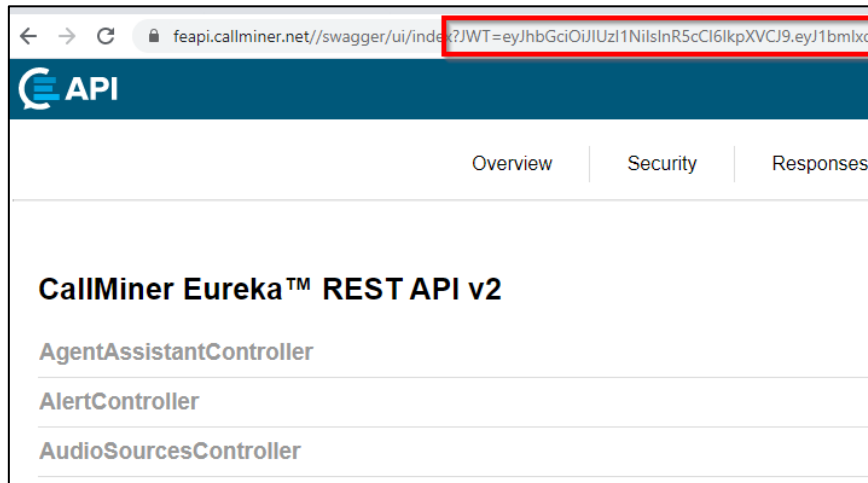 feapi.callminer.net//swagger/ui/index?JWT=eyJhbGciOiJIUzI1NiIsInR5cCI6IkpXVCJ9.eyJ1bmlxd
API
Overview Security Responses
CallMiner Eureka™ REST API v2
AgentAssistantController
AlertController
AudioSourcesController